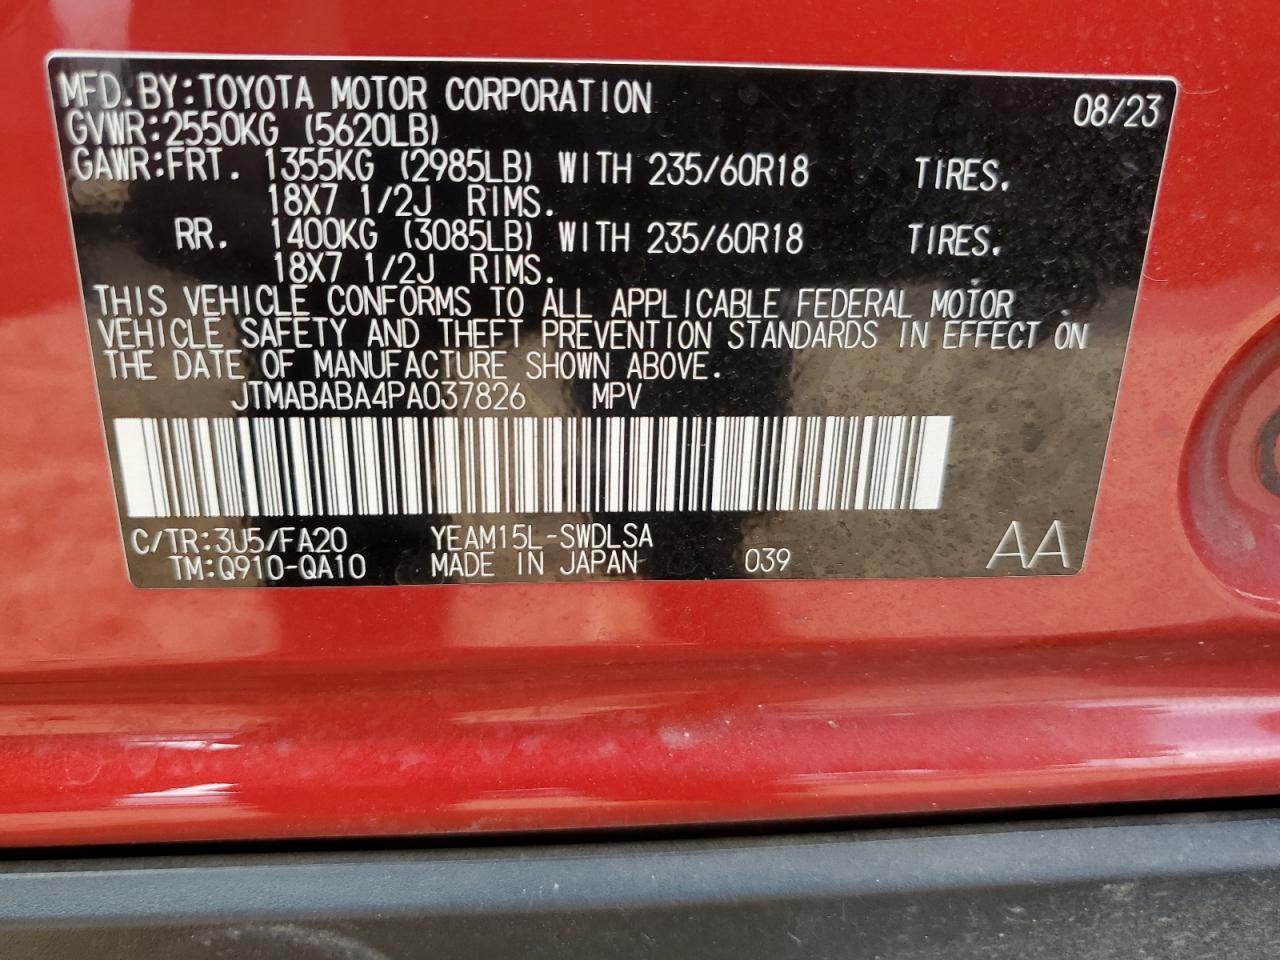 MFD.BY:TOYOTA MOTOR CORPORATION 08/23
GVWR:2550KG (5620LB)
GAWR:FRT. 1355KG (2985LB) WITH 235/60R18 TIRES.
18X7 1/2J RIMS.
RR. 1400KG (3085LB) WITH 235/60R18 TIRES.
18X7 1/2J RIMS.
THIS VEHICLE CONFORMS TO ALL APPLICABLE FEDERAL MOTOR
VEHICLE SAFETY AND THEFT PREVENTION STANDARDS IN EFFECT ON
THE DATE OF MANUFACTURE SHOWN ABOVE.
JTMABABA4PA037826 MPV
C/TR:3U5/FA20 YEAM15L-SWDLSA
TM:Q910-QA10 MADE IN JAPAN 039 AA